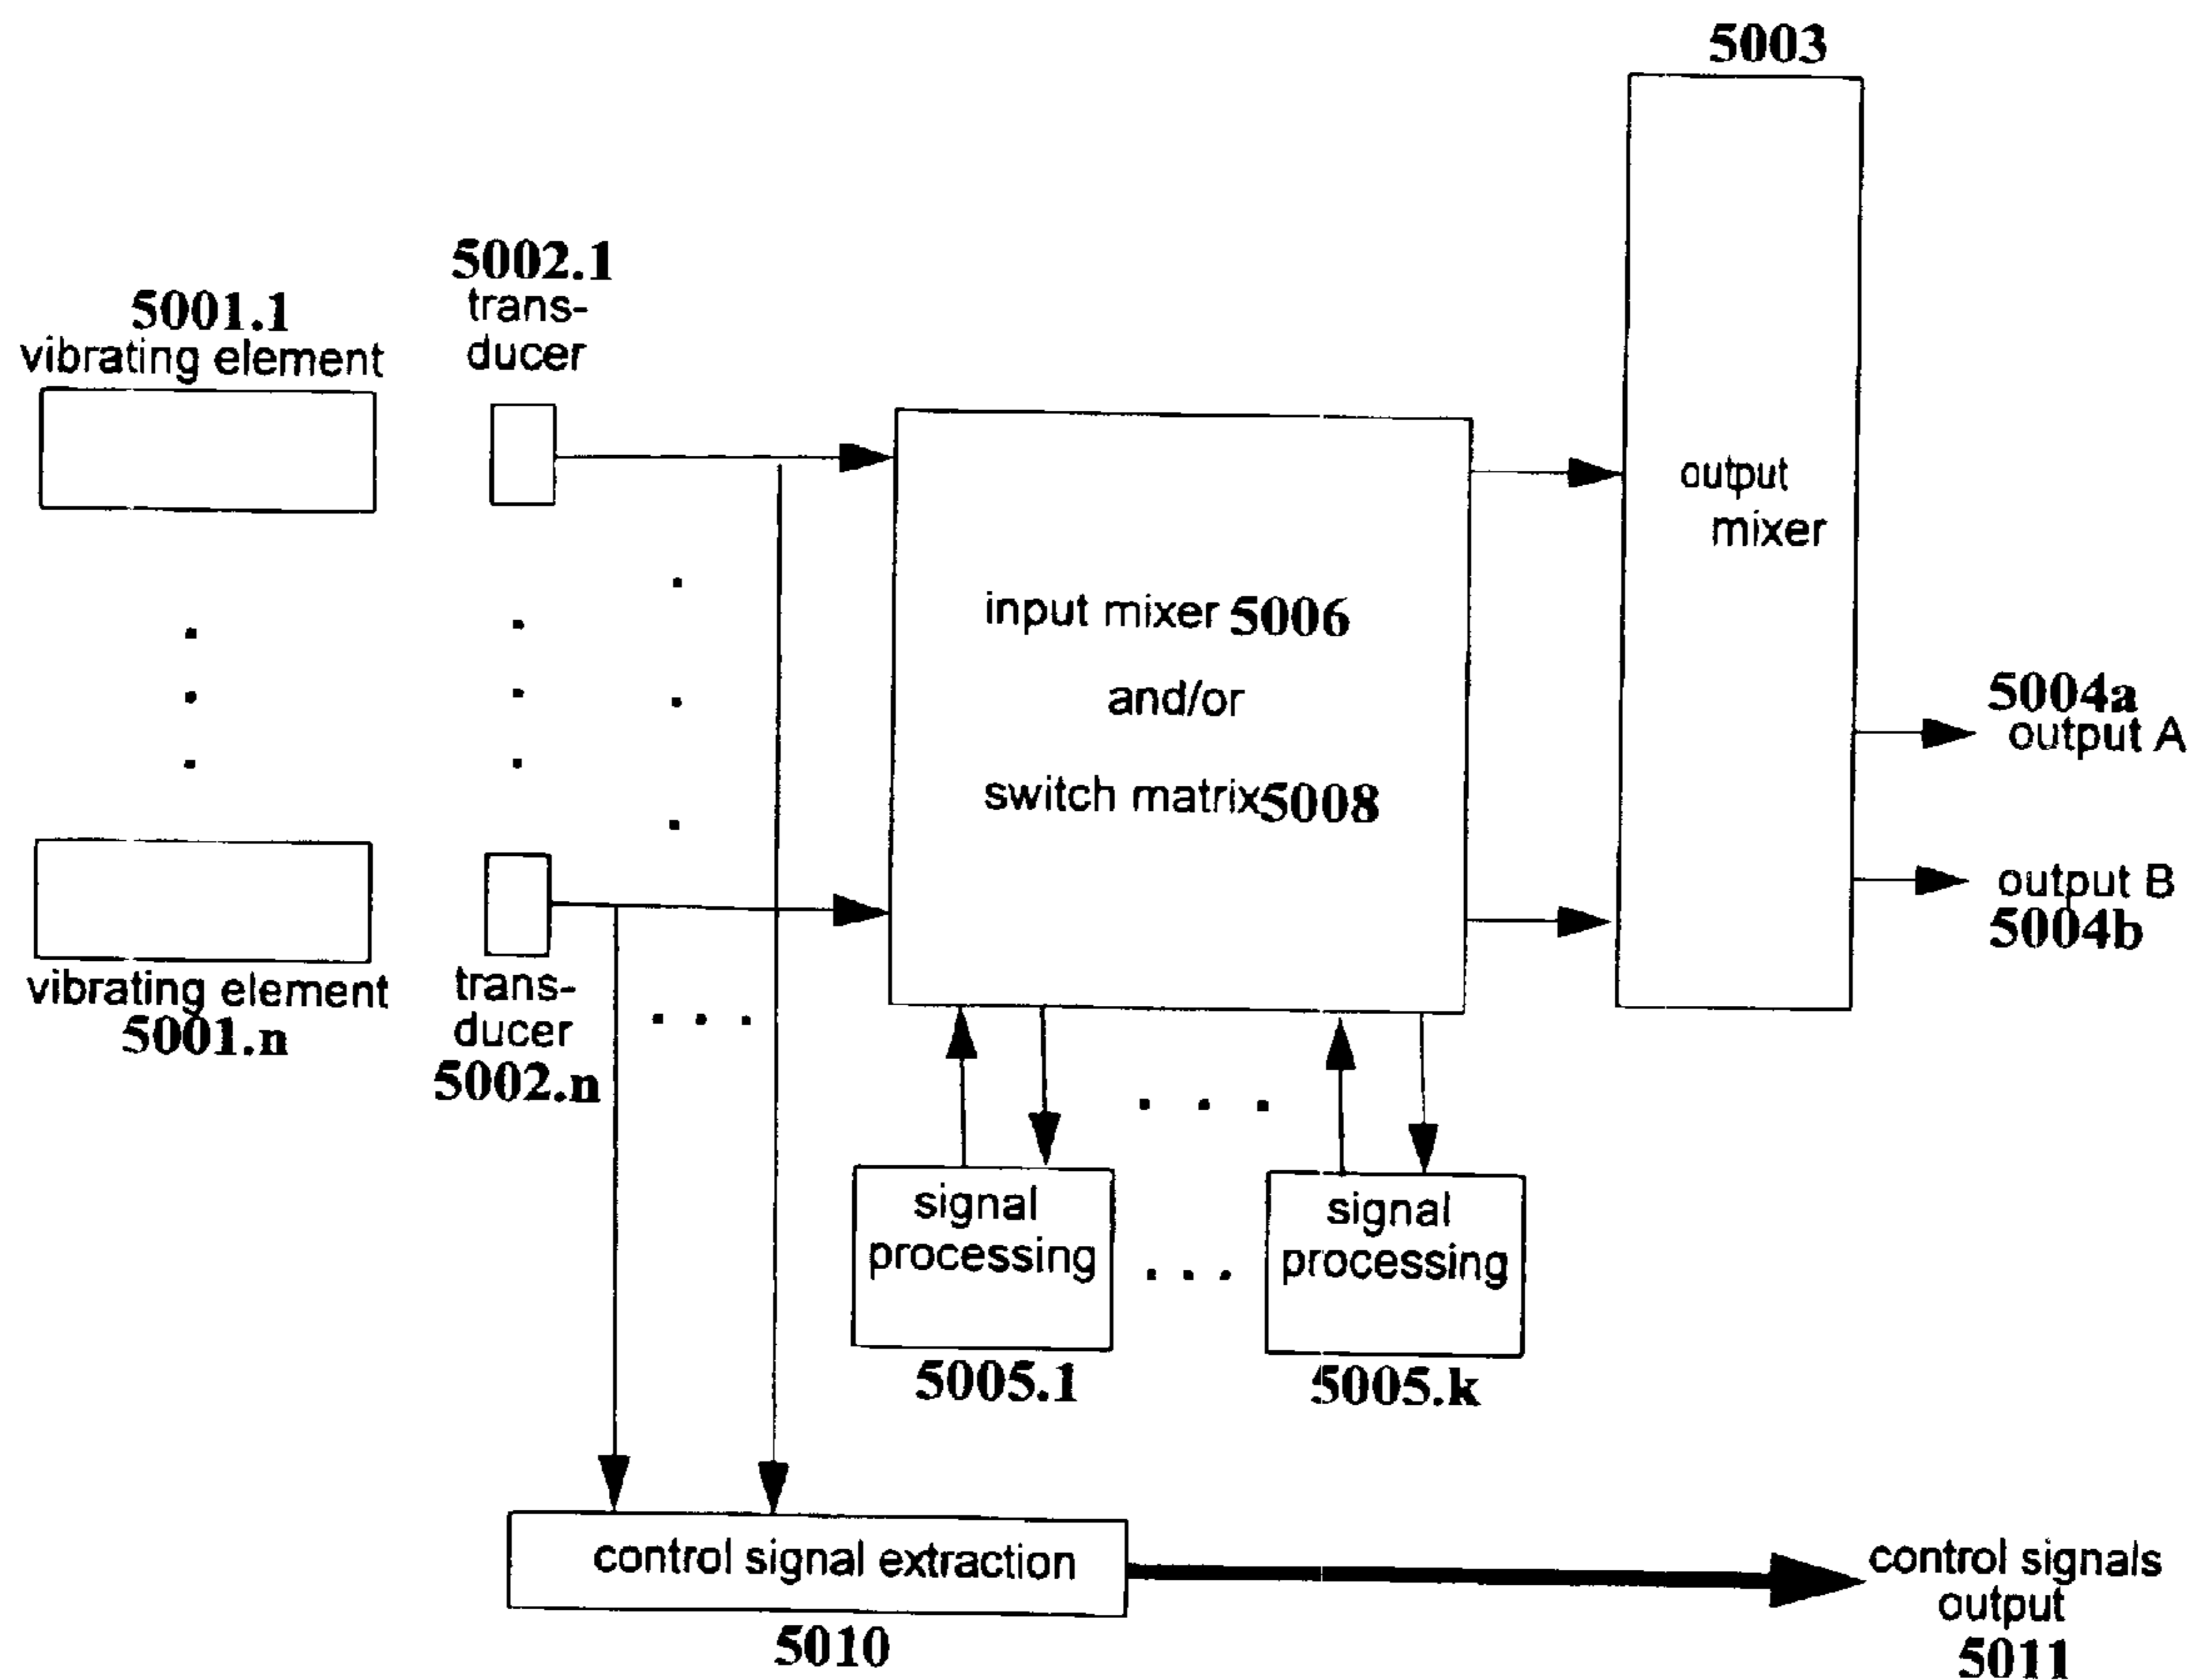 5003
5002.1
trans-
ducer
5001.1
vibrating element
output
mixer
input mixer 5006
and/or
switch matrix5008
5004a
output A
output B
5004b
vibrating element
5001.n
trans-
ducer
5002.n
signal
processing
5005.1
signal
processing
5005.k
control signal extraction
5010
control signals
output
5011